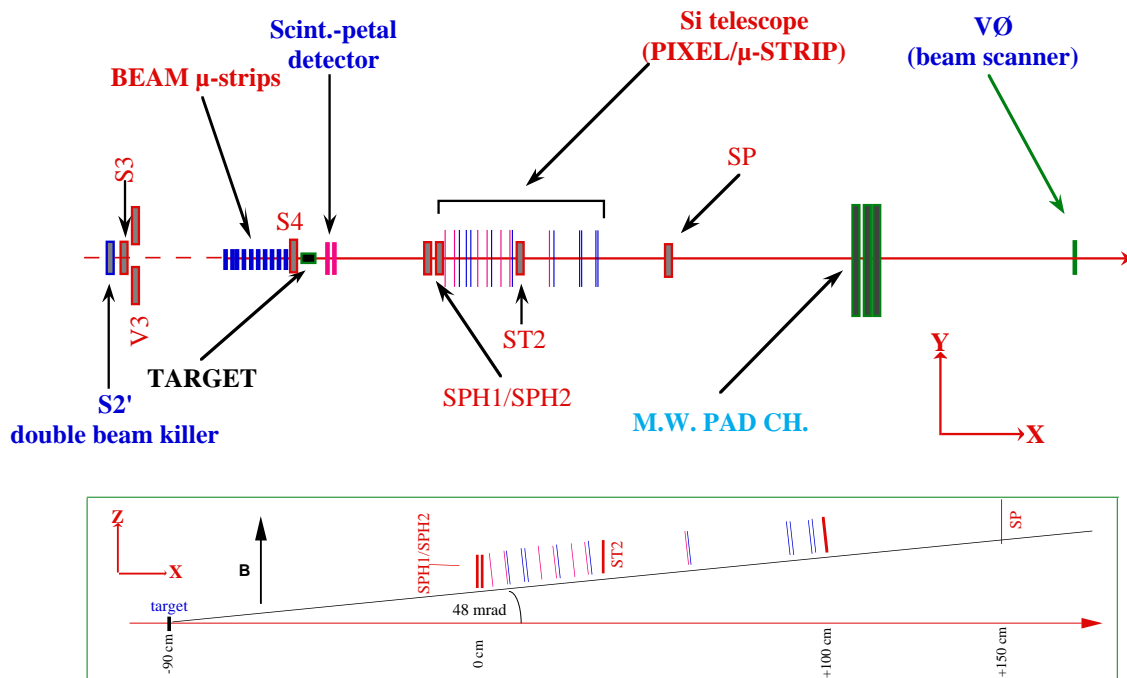 Scint.-petal
detector
BEAM µ-strips
Si telescope
(PIXEL/µ-STRIP)
VØ
(beam scanner)
S3
S4
SP
V3
TARGET
ST2
SPH1/SPH2
S2'
double beam killer
M.W. PAD CH.
Y
X
Z
X
B
SPH1/SPH2
ST2
SP
target
48 mrad
-90 cm
0 cm
+100 cm
+150 cm